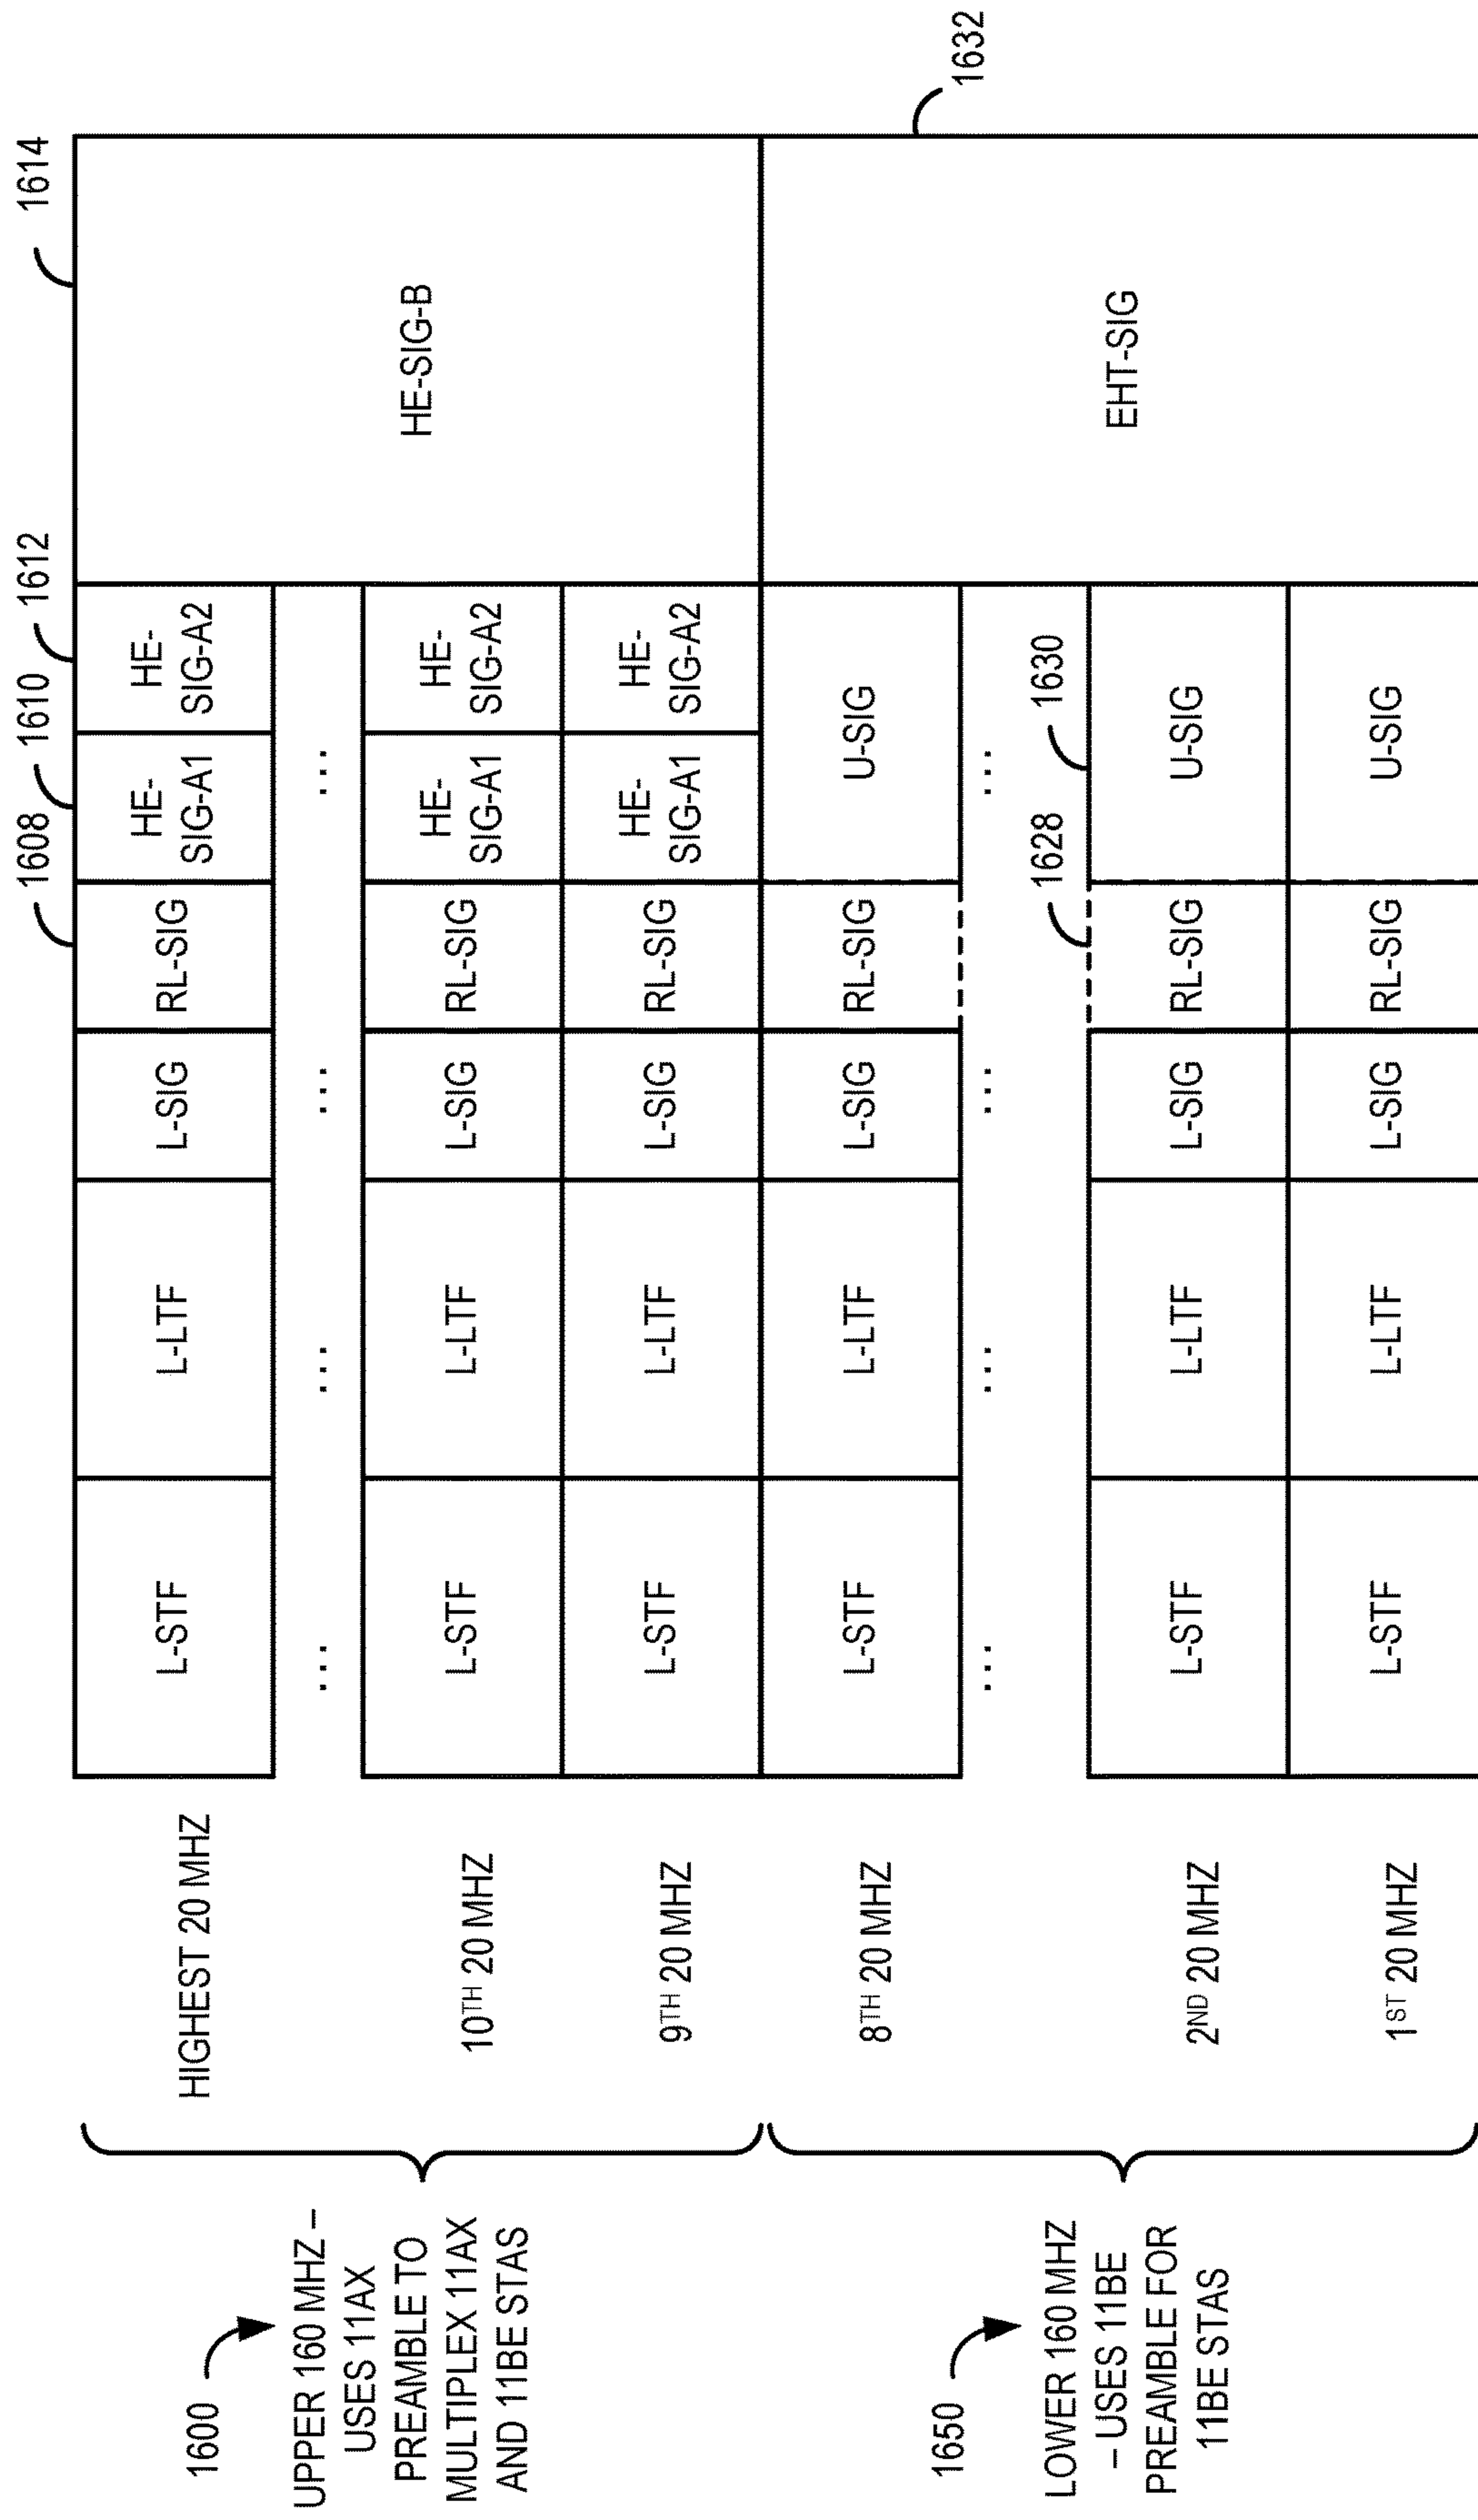 1600
UPPER 160 MHZ –
USES 11AX
PREAMBLE TO
MULTIPLEX 11AX
AND 11BE STAS
1608
1610
1612
1614
HIGHEST 20 MHZ
L-STF
L-LTF
L-SIG
RL-SIG
HE-
SIG-A1
HE-
SIG-A2
HE-SIG-B
...
...
...
...
10TH 20 MHZ
L-STF
L-LTF
L-SIG
RL-SIG
HE-
SIG-A1
HE-
SIG-A2
9TH 20 MHZ
L-STF
L-LTF
L-SIG
RL-SIG
HE-
SIG-A1
HE-
SIG-A2
1650
LOWER 160 MHZ
– USES 11BE
PREAMBLE FOR
11BE STAS
8TH 20 MHZ
L-STF
L-LTF
L-SIG
RL-SIG
U-SIG
EHT-SIG
1632
...
...
...
...
1628
1630
2ND 20 MHZ
L-STF
L-LTF
L-SIG
RL-SIG
U-SIG
1ST 20 MHZ
L-STF
L-LTF
L-SIG
RL-SIG
U-SIG